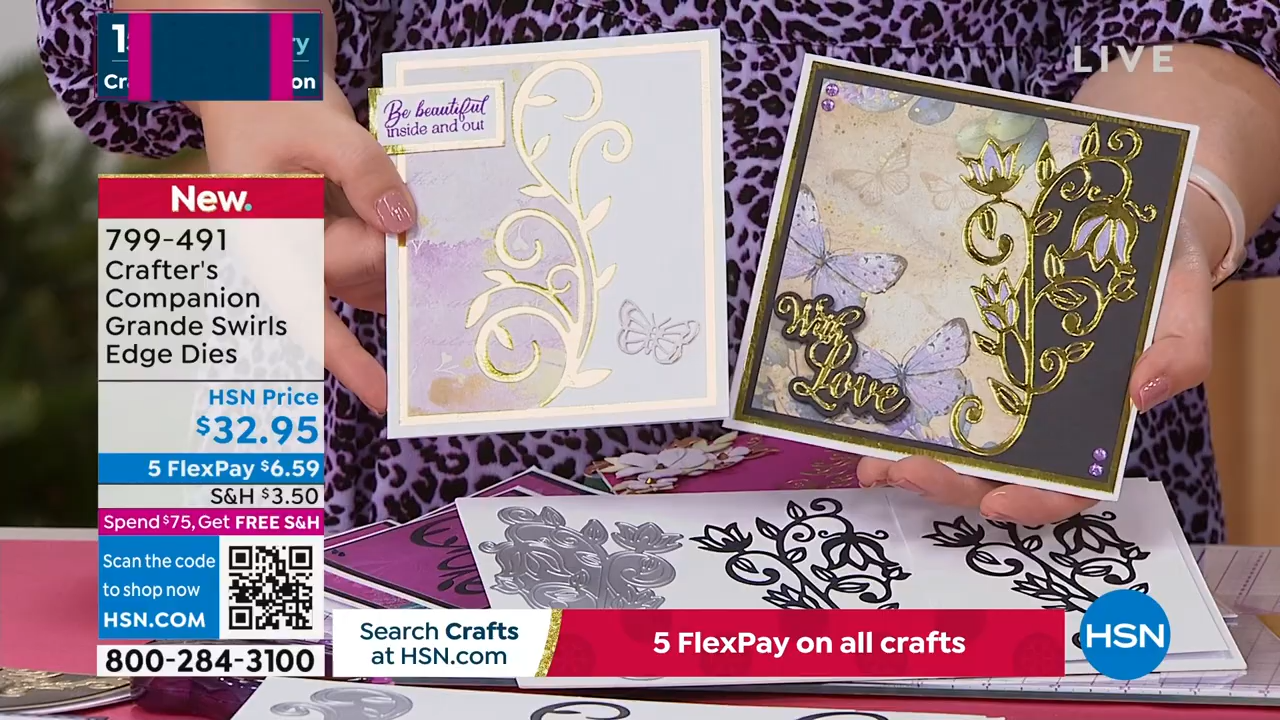 LIVE
Be beautiful
inside and out
With
Love
New.
799-491
Crafter's
Companion
Grande Swirls
Edge Dies
HSN Price
$32.95
5 FlexPay $6.59
S&H $3.50
Spend $75, Get FREE S&H
Scan the code
to shop now
HSN.COM
800-284-3100
Search Crafts
at HSN.com
5 FlexPay on all crafts
HSN